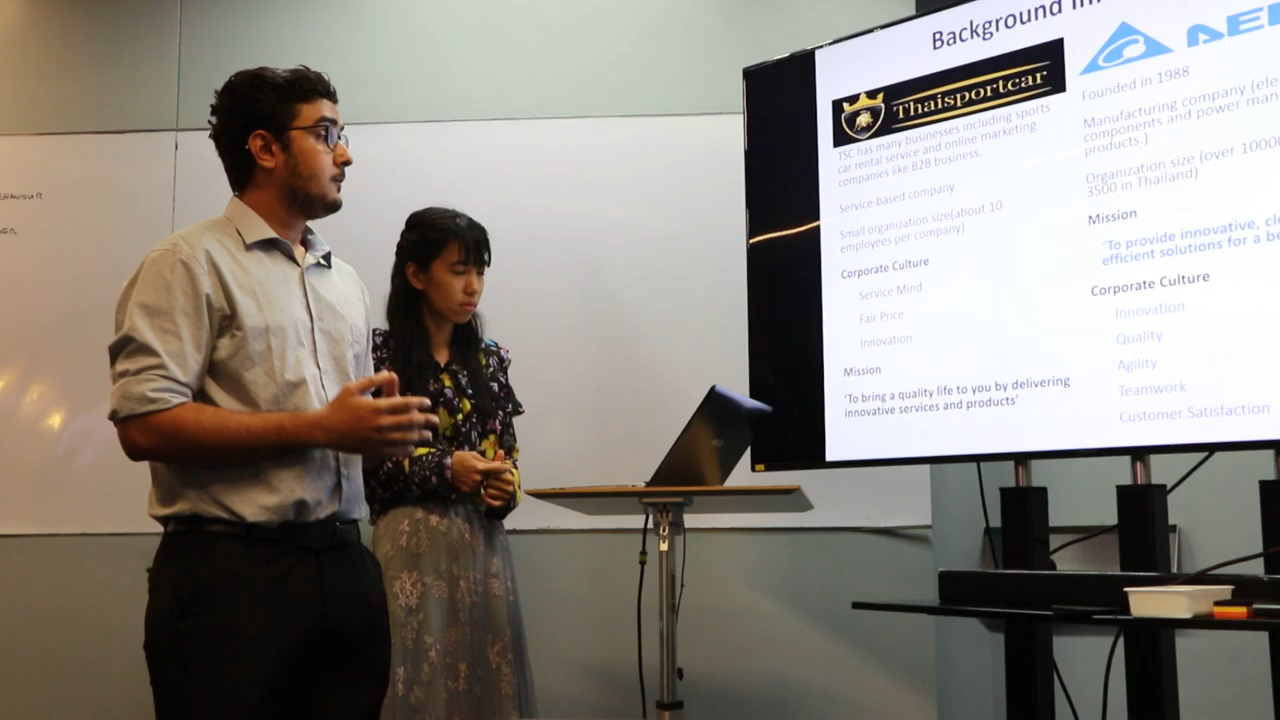 Background
Thaisportcar
TSC has many businesses including sports
car rental service and online marketing
companies like B2B business.
Service-based company
Small organization size(about 10
employees per company)
Corporate Culture
Service Mind
Fair Price
Innovation
Mission
‘To bring a quality life to you by delivering
innovative services and products’
Founded in 1988
Manufacturing company (ele
components and power man
products.)
Organization size (over 1000
3500 in Thailand)
Mission
“To provide innovative, cl
efficient solutions for a be
Corporate Culture
Innovation
Quality
Agility
Teamwork
Customer Satisfaction